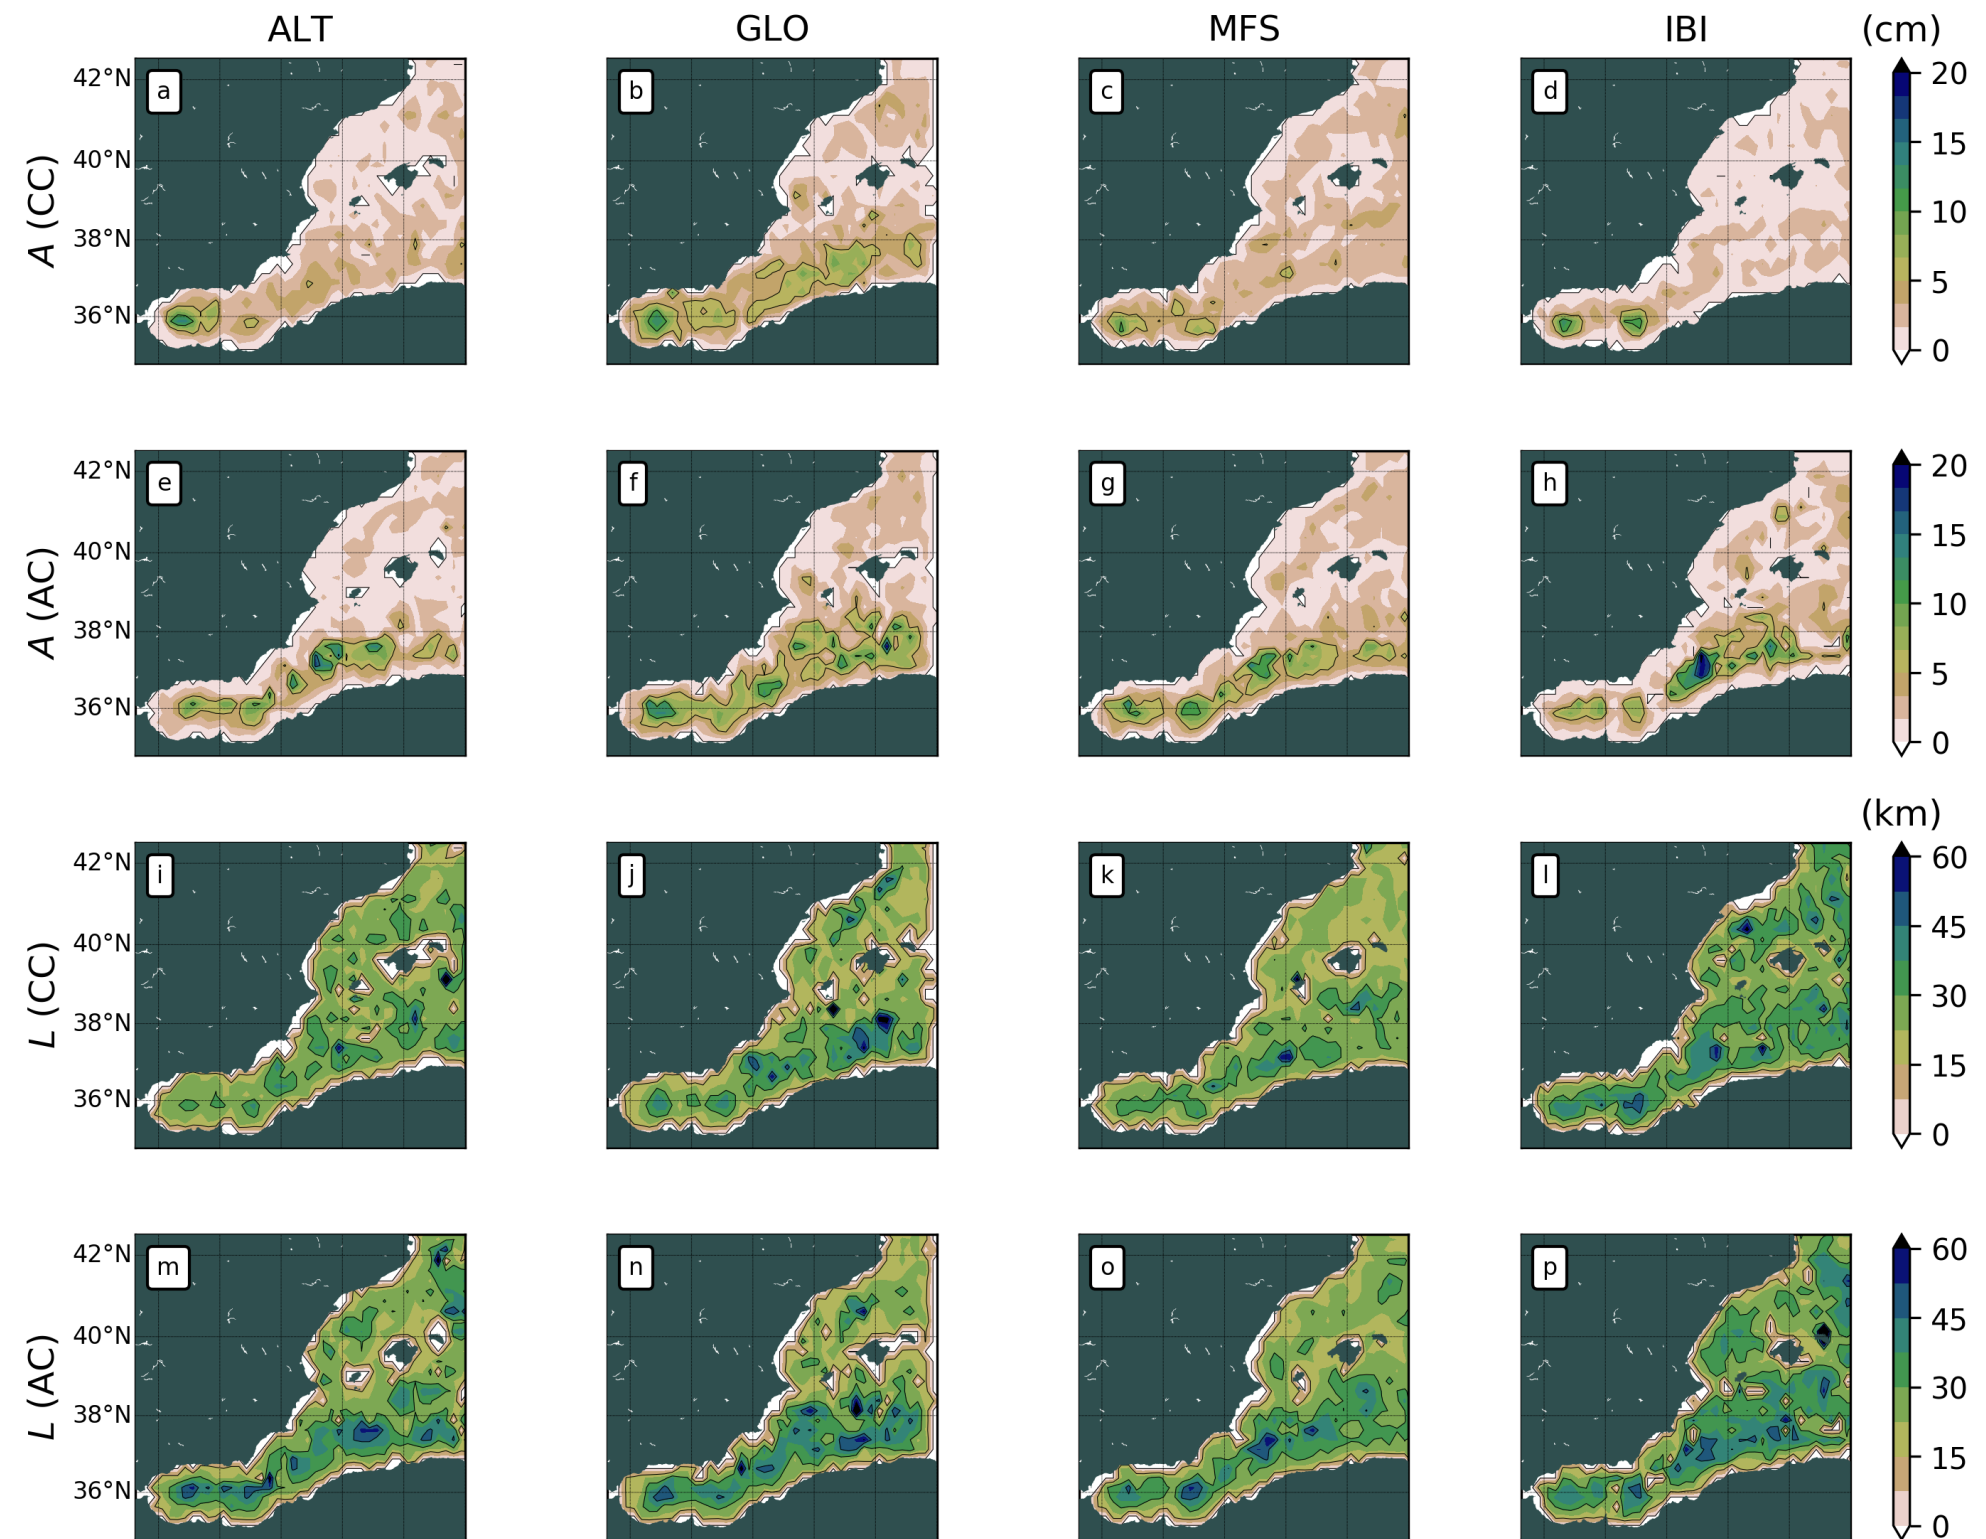 ALT GLO MFS IBI (cm)
A (CC) 42°N 40°N 38°N 36°N a b c d 20 15 10 5 0
A (AC) 42°N 40°N 38°N 36°N e f g h 20 15 10 5 0
(km)
L (CC) 42°N 40°N 38°N 36°N i j k l 60 45 30 15 0
L (AC) 42°N 40°N 38°N 36°N m n o p 60 45 30 15 0